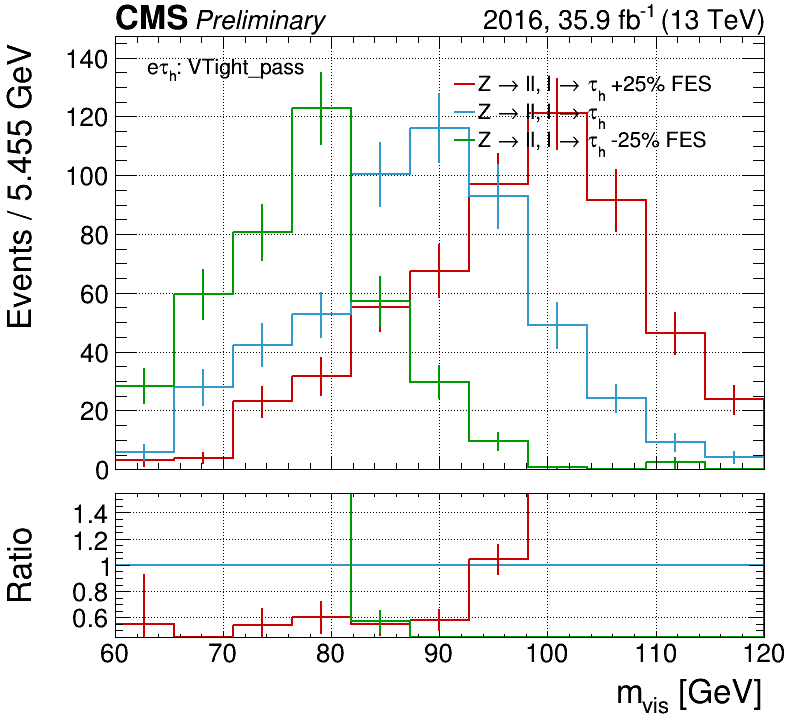 CMS Preliminary 2016, 35.9 fb⁻¹ (13 TeV)
eτₕ: VTight_pass
Z → ll, l → τₕ +25% FES
Z → ll, l → τₕ
Z → ll, l → τₕ -25% FES
Events / 5.455 GeV
140
120
100
80
60
40
20
0
Ratio
1.4
1.2
1
0.8
0.6
60 70 80 90 100 110 120
m_vis [GeV]